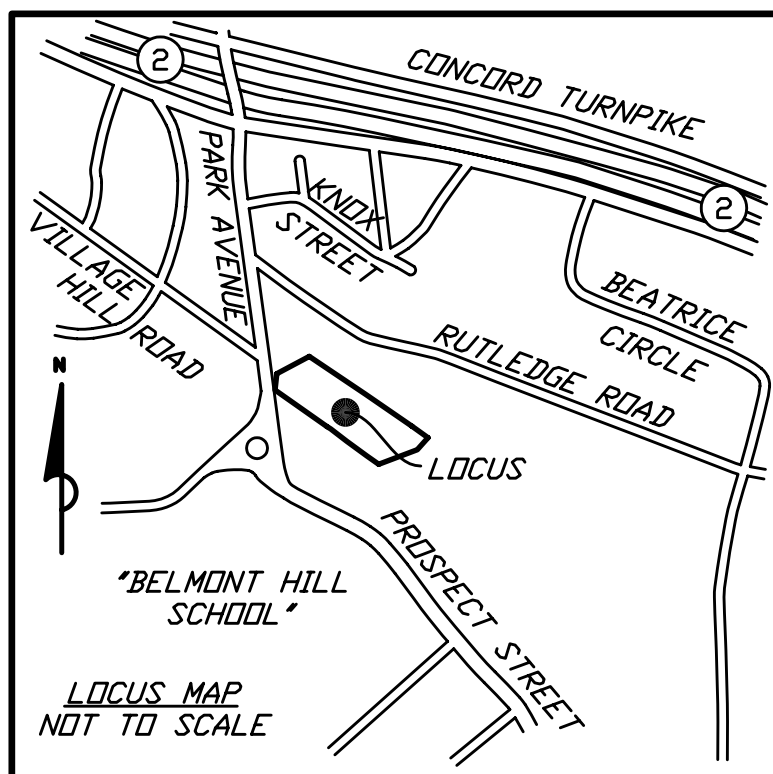 2
CONCORD TURNPIKE
PARK AVENUE
KNOX
STREET
2
VILLAGE
HILL ROAD
BEATRICE
CIRCLE
RUTLEDGE ROAD
N
LOCUS
PROSPECT STREET
"BELMONT HILL
SCHOOL"
LOCUS MAP
NOT TO SCALE